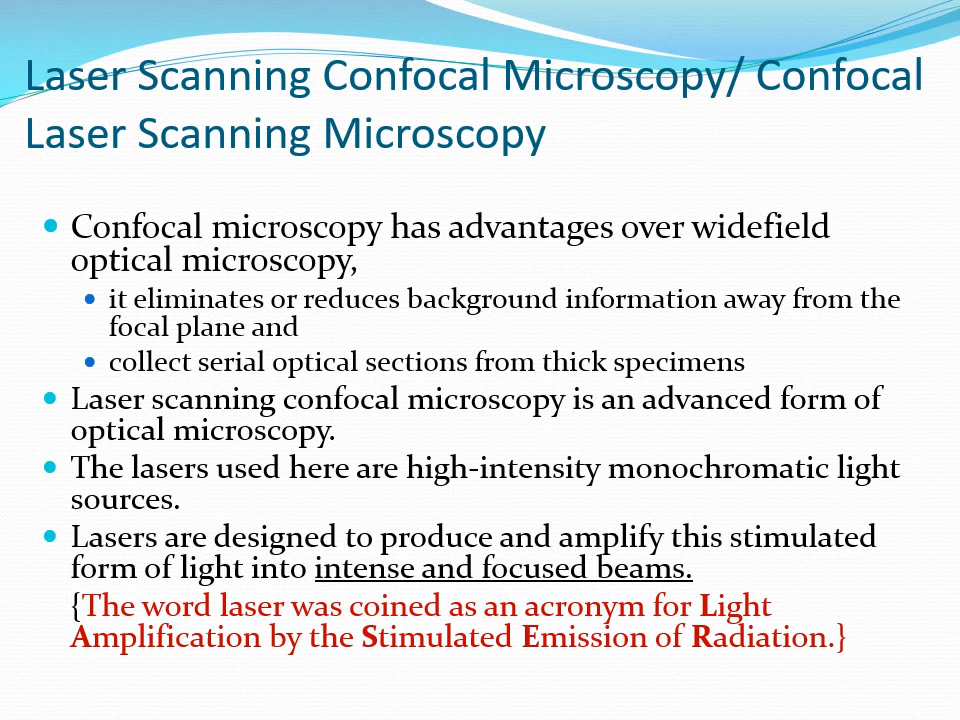 Laser Scanning Confocal Microscopy/ Confocal
Laser Scanning Microscopy
• Confocal microscopy has advantages over widefield
optical microscopy,
• it eliminates or reduces background information away from the
focal plane and
• collect serial optical sections from thick specimens
• Laser scanning confocal microscopy is an advanced form of
optical microscopy.
• The lasers used here are high-intensity monochromatic light
sources.
• Lasers are designed to produce and amplify this stimulated
form of light into intense and focused beams.
{The word laser was coined as an acronym for Light
Amplification by the Stimulated Emission of Radiation.}